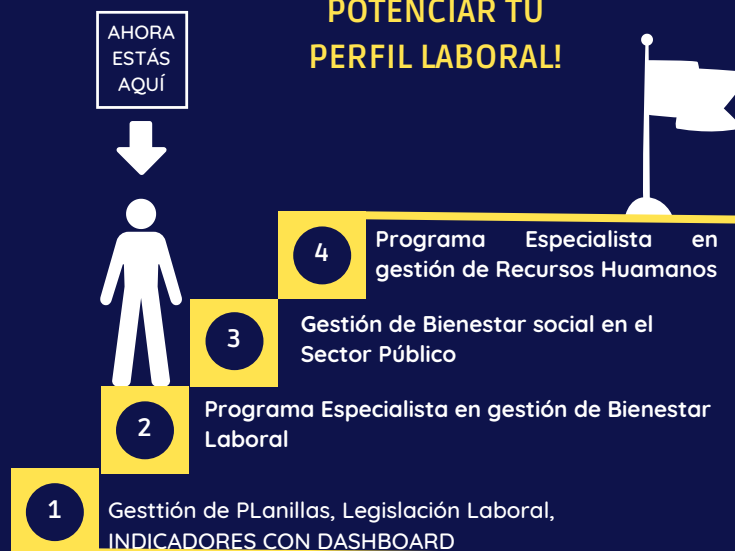 POTENCIAR TU
PERFIL LABORAL!
AHORA
ESTÁS
AQUÍ
4
Programa Especialista en
gestión de Recursos Huamanos
3
Gestión de Bienestar social en el
Sector Público
2
Programa Especialista en gestión de Bienestar
Laboral
1
Gesttión de PLanillas, Legislación Laboral,
INDICADORES CON DASHBOARD